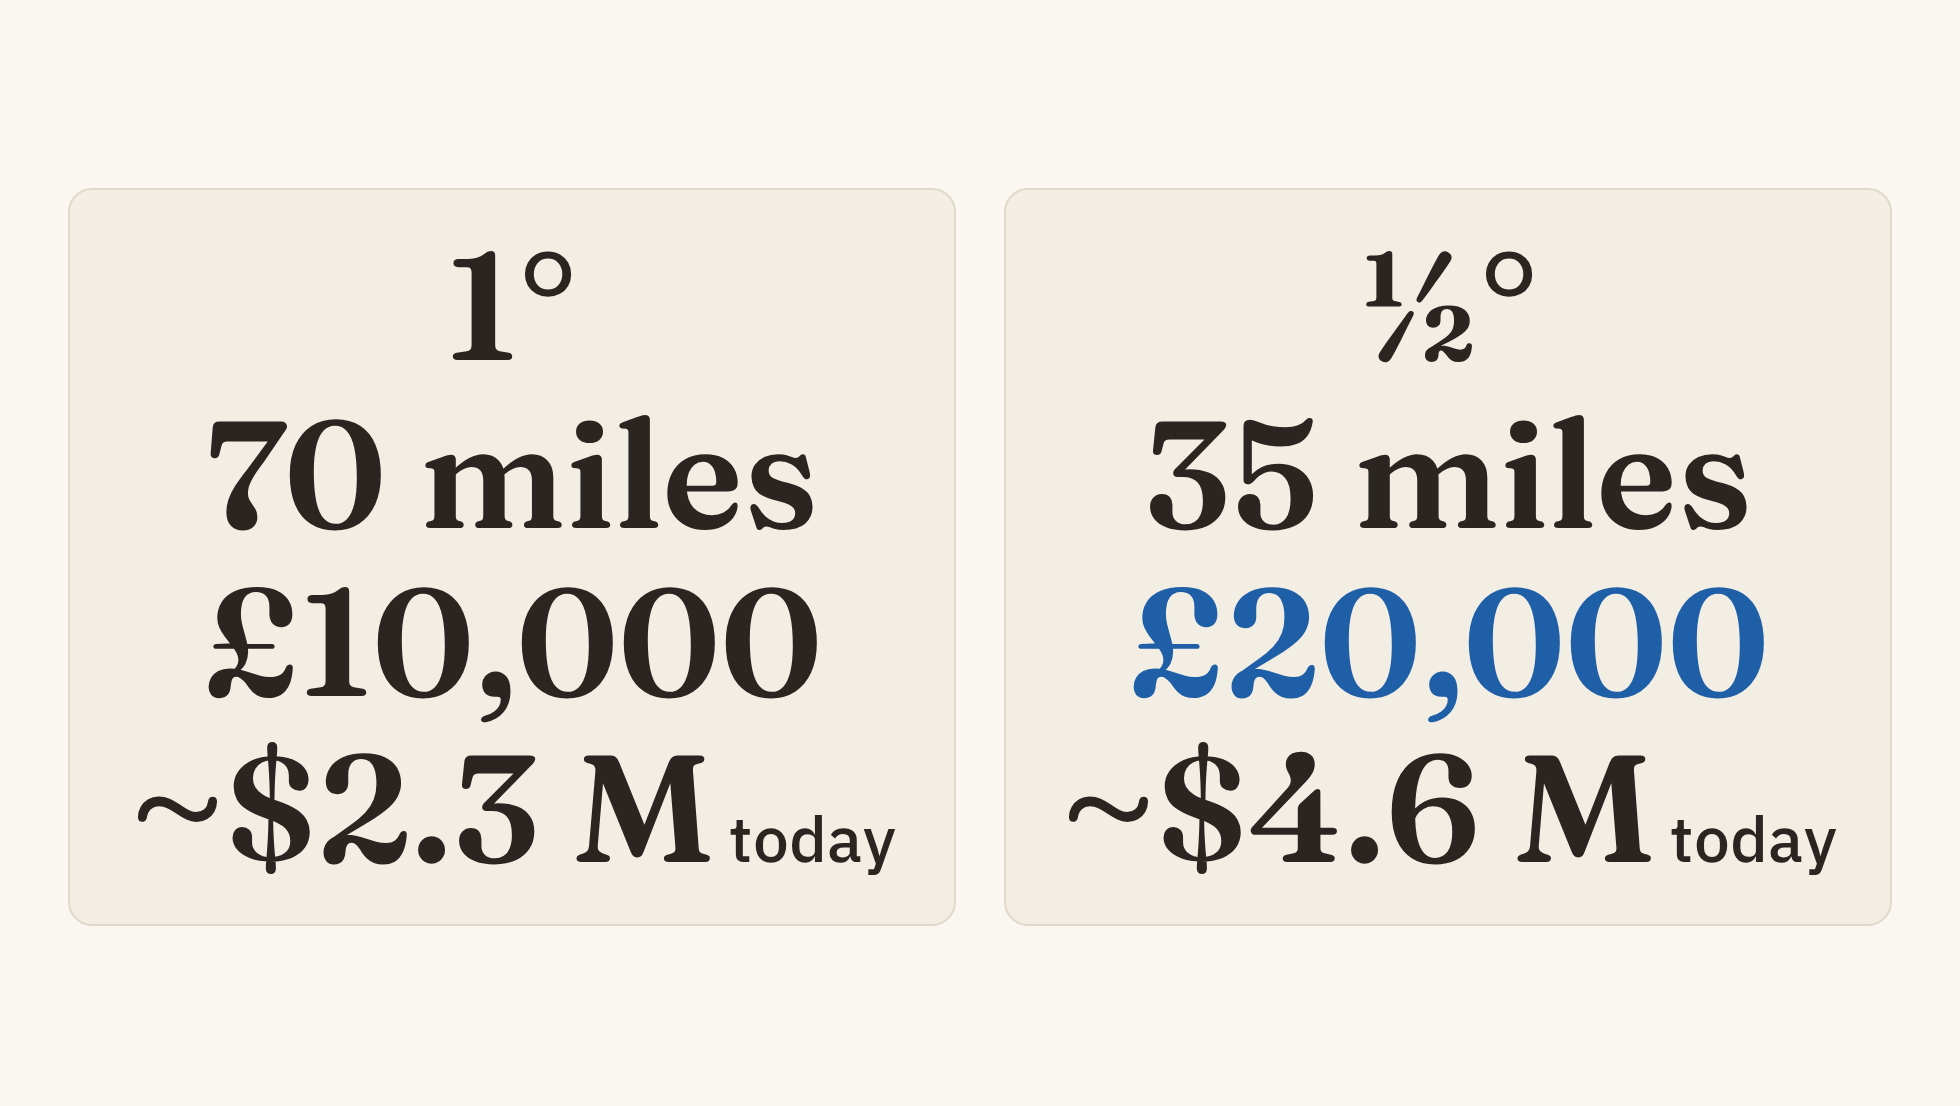 1°
70 miles
£10,000
~$2.3 M today
½°
35 miles
£20,000
~$4.6 M today